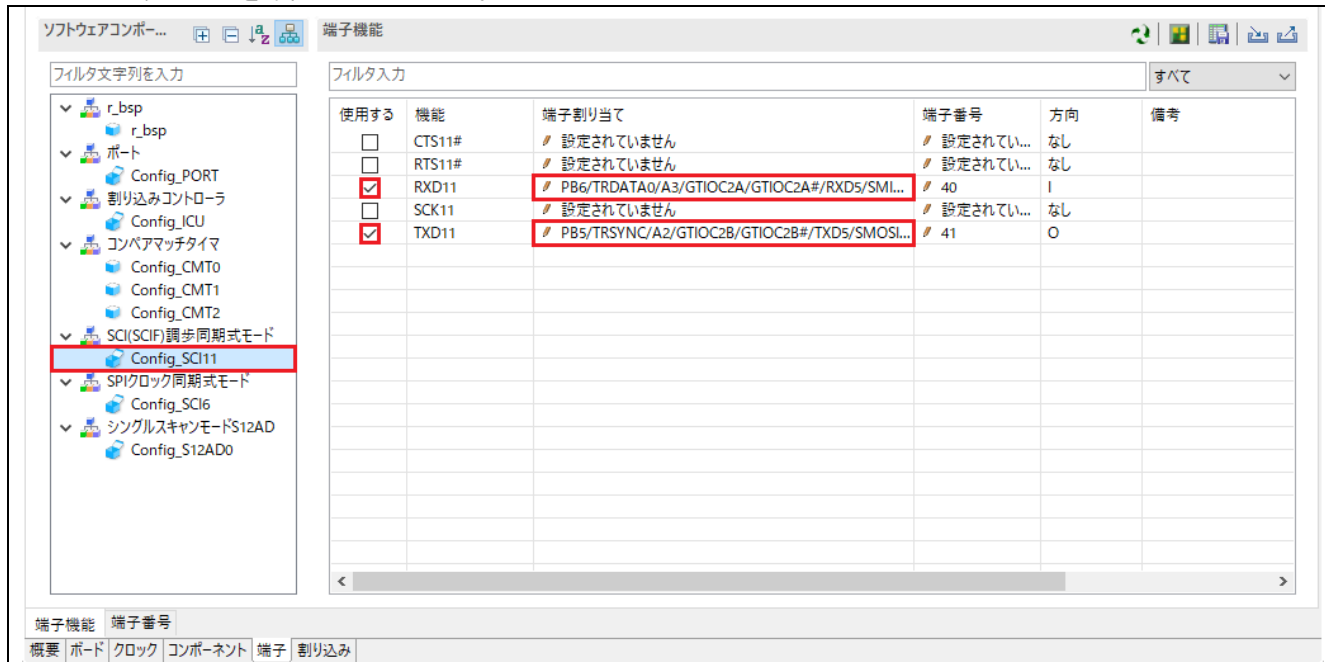 ソフトウェアコンポー...
端子機能
フィルタ文字列を入力
フィルタ入力
すべて
r_bsp
r_bsp
ポート
Config_PORT
割り込みコントローラ
Config_ICU
コンペアマッチタイマ
Config_CMT0
Config_CMT1
Config_CMT2
SCI(SCIF)調歩同期式モード
Config_SCI11
SPIクロック同期式モード
Config_SCI6
シングルスキャンモードS12AD
Config_S12AD0
使用する 機能 端子割り当て 端子番号 方向 備考
CTS11# 設定されていません 設定されてい... なし
RTS11# 設定されていません 設定されてい... なし
RXD11 PB6/TRDATA0/A3/GTIOC2A/GTIOC2A#/RXD5/SMI... 40 I
SCK11 設定されていません 設定されてい... なし
TXD11 PB5/TRSYNC/A2/GTIOC2B/GTIOC2B#/TXD5/SMOSI... 41 O
端子機能 端子番号
概要 ボード クロック コンポーネント 端子 割り込み